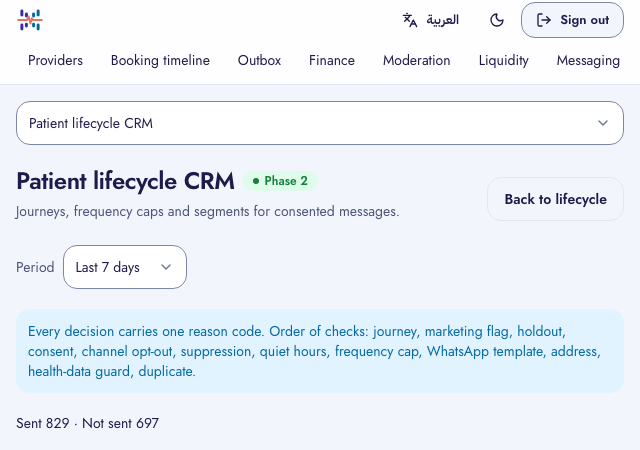 العربية
Sign out
Providers
Booking timeline
Outbox
Finance
Moderation
Liquidity
Messaging
Patient lifecycle CRM
Patient lifecycle CRM
Phase 2
Journeys, frequency caps and segments for consented messages.
Back to lifecycle
Period
Last 7 days
Every decision carries one reason code. Order of checks: journey, marketing flag, holdout,
consent, channel opt-out, suppression, quiet hours, frequency cap, WhatsApp template, address,
health-data guard, duplicate.
Sent 829 · Not sent 697